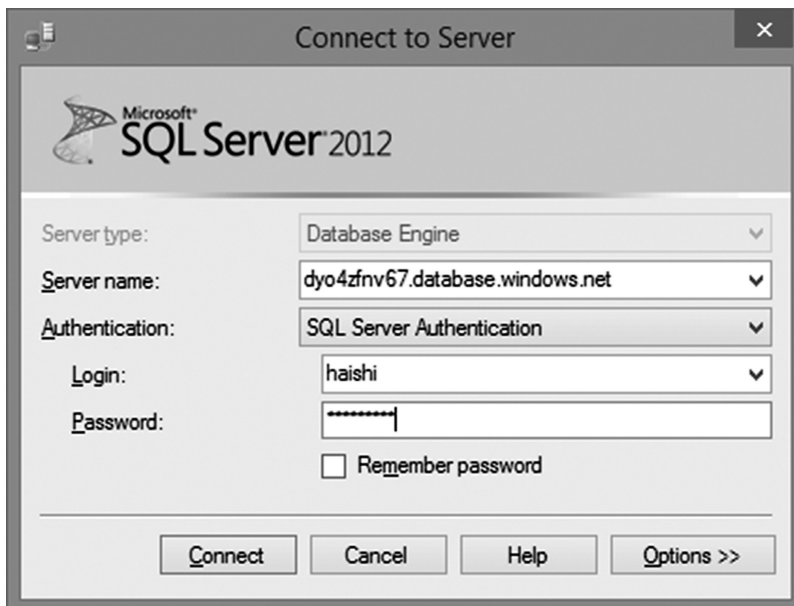 Connect to Server
Microsoft®
SQL Server® 2012
Server type:
Database Engine
Server name:
dyo4zfnv67.database.windows.net
Authentication:
SQL Server Authentication
Login:
haishi
Password:
*********
Remember password
Connect
Cancel
Help
Options >>